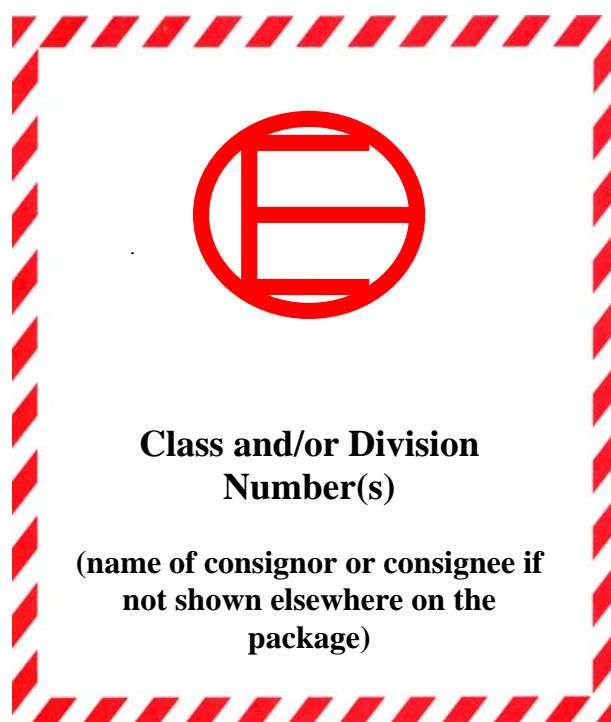 E
Class and/or Division
Number(s)
(name of consignor or consignee if
not shown elsewhere on the
package)